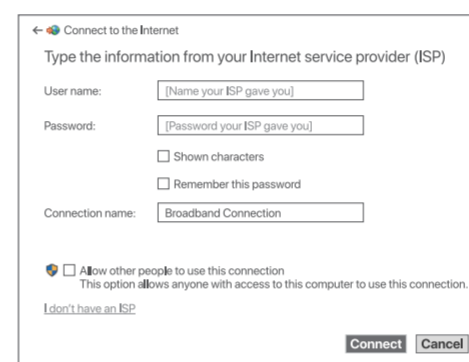 Connect to the Internet
Type the information from your Internet service provider (ISP)
User name: [Name your ISP gave you]
Password: [Password your ISP gave you]
Shown characters
Remember this password
Connection name: Broadband Connection
Allow other people to use this connection
This option allows anyone with access to this computer to use this connection.
I don't have an ISP
Connect Cancel